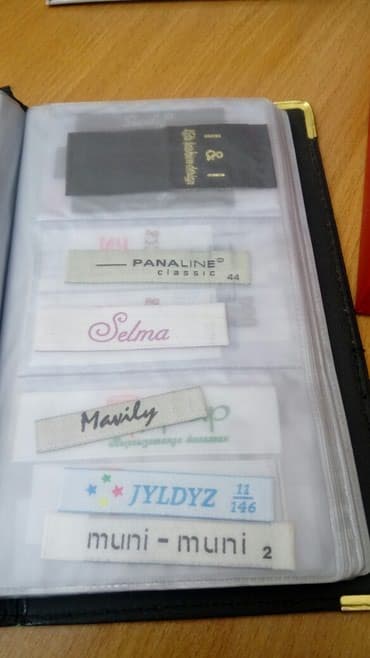 I & I
PANALINE
classic
44
Selma
Mavily
JYLDYZ 11/146
muni - muni 2